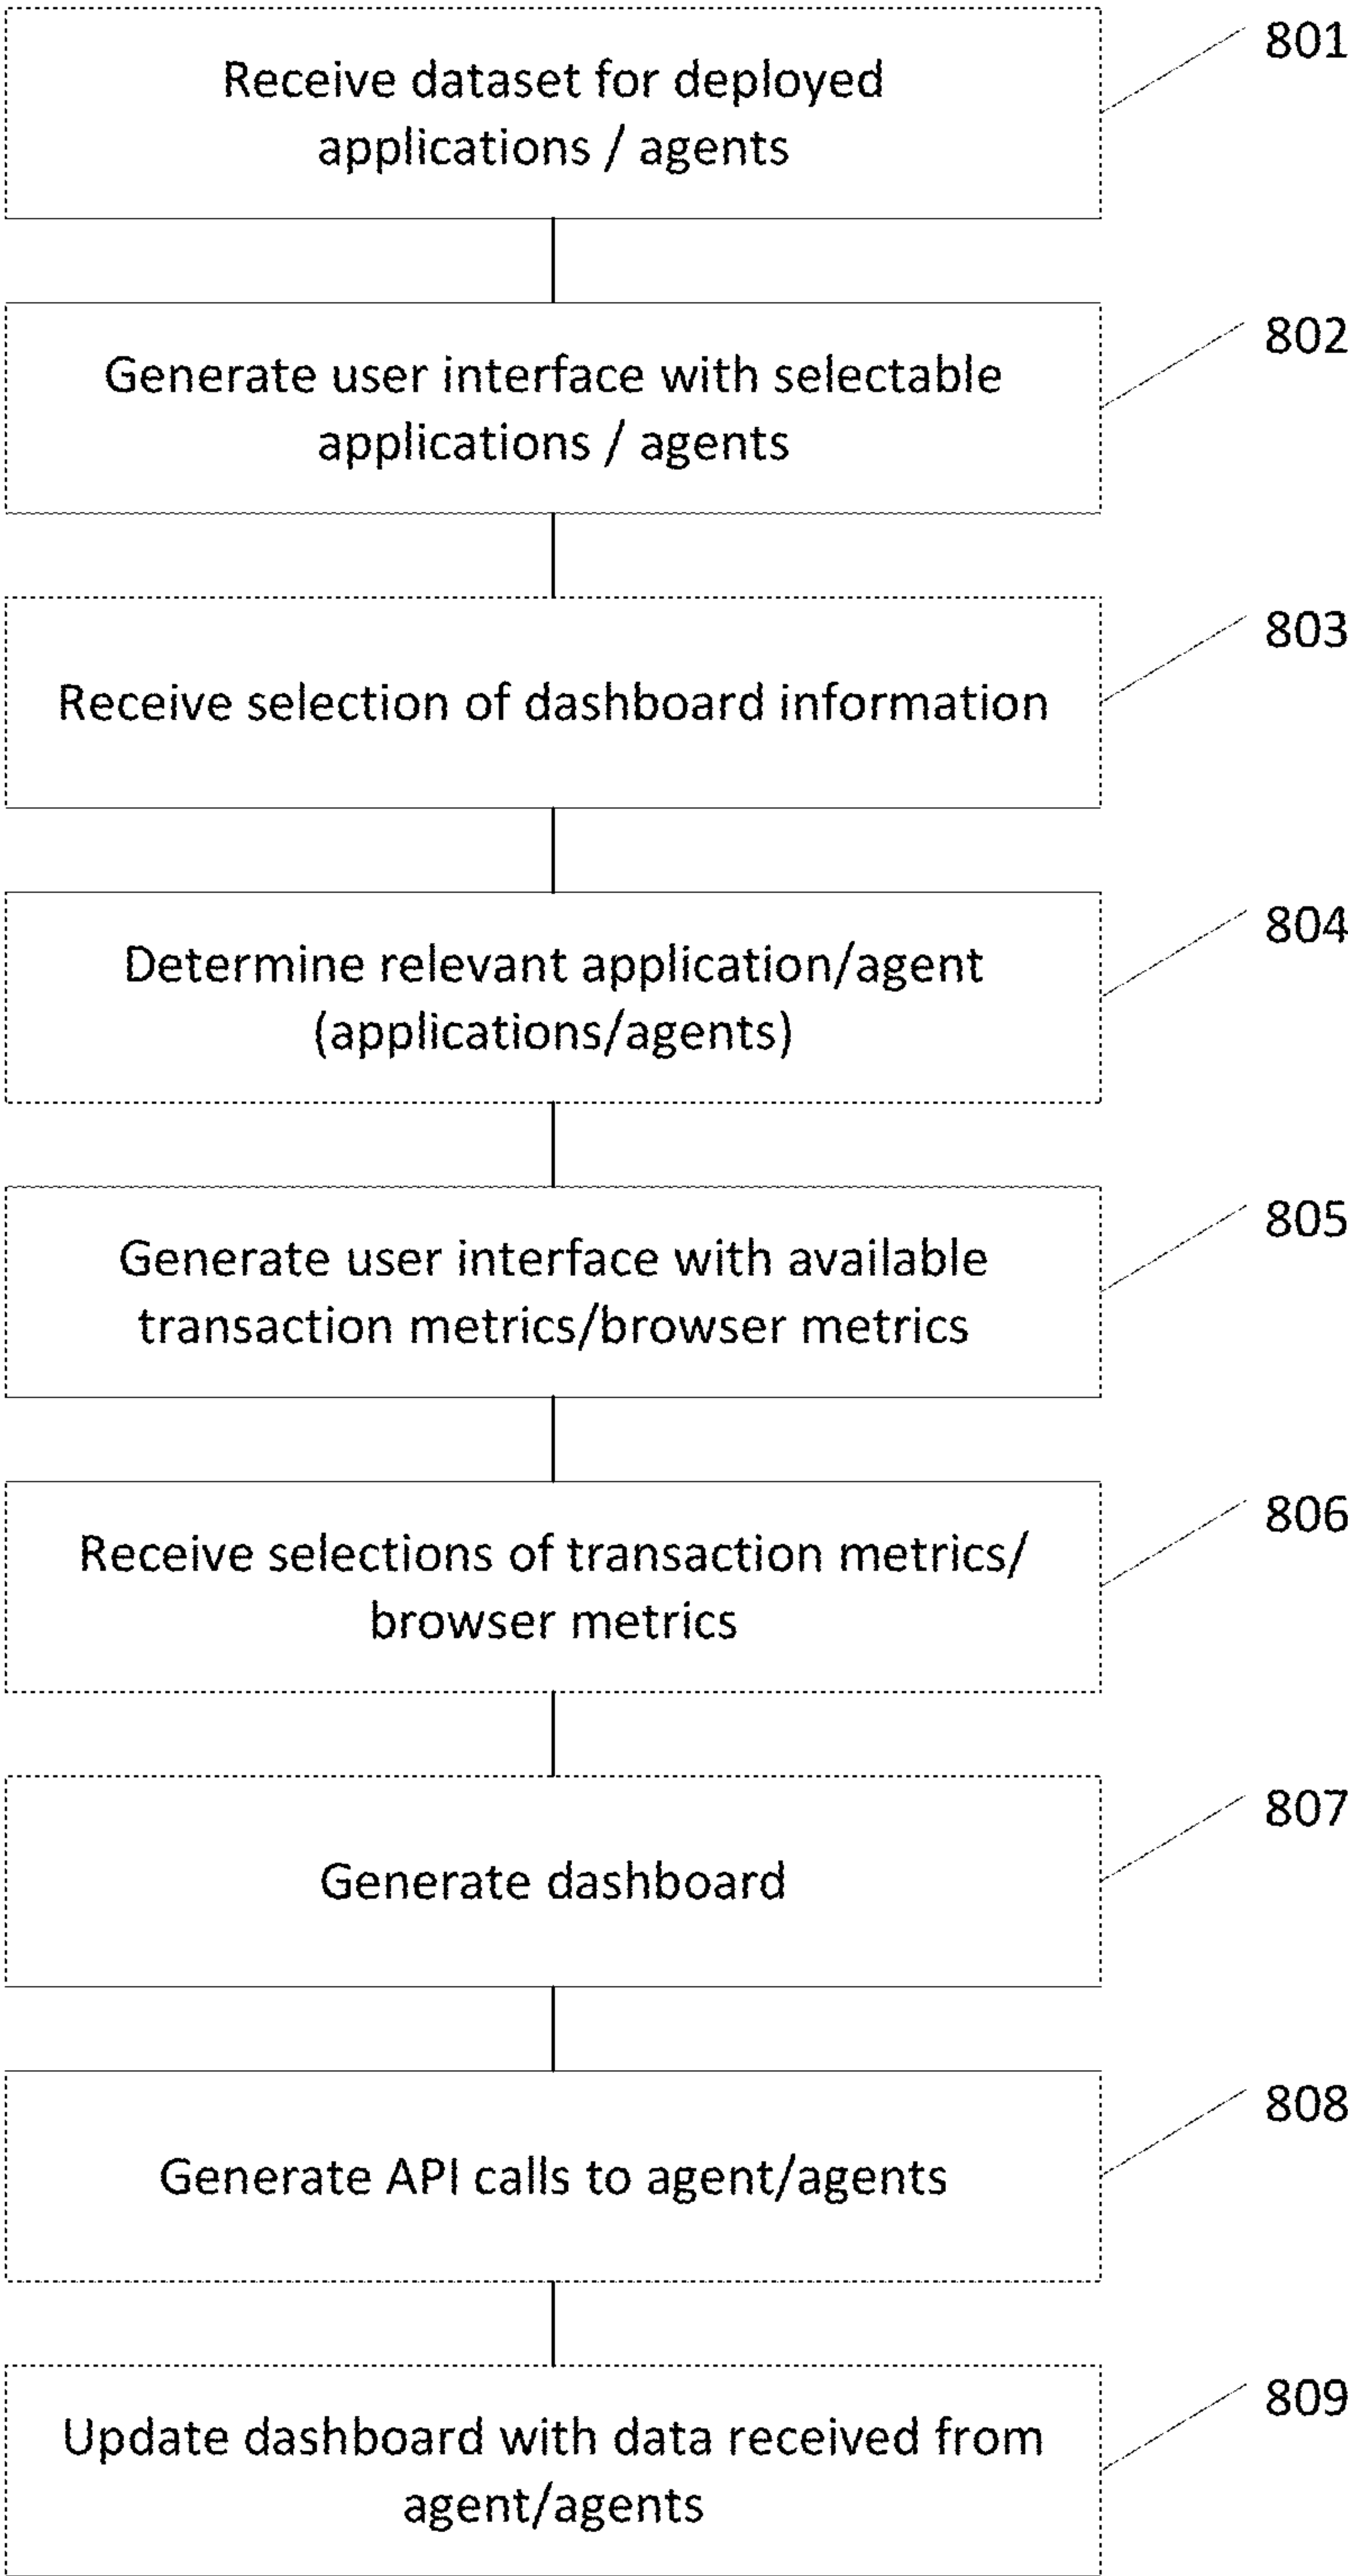 801
Receive dataset for deployed
applications / agents
802
Generate user interface with selectable
applications / agents
803
Receive selection of dashboard information
804
Determine relevant application/agent
(applications/agents)
805
Generate user interface with available
transaction metrics/browser metrics
806
Receive selections of transaction metrics/
browser metrics
807
Generate dashboard
808
Generate API calls to agent/agents
809
Update dashboard with data received from
agent/agents